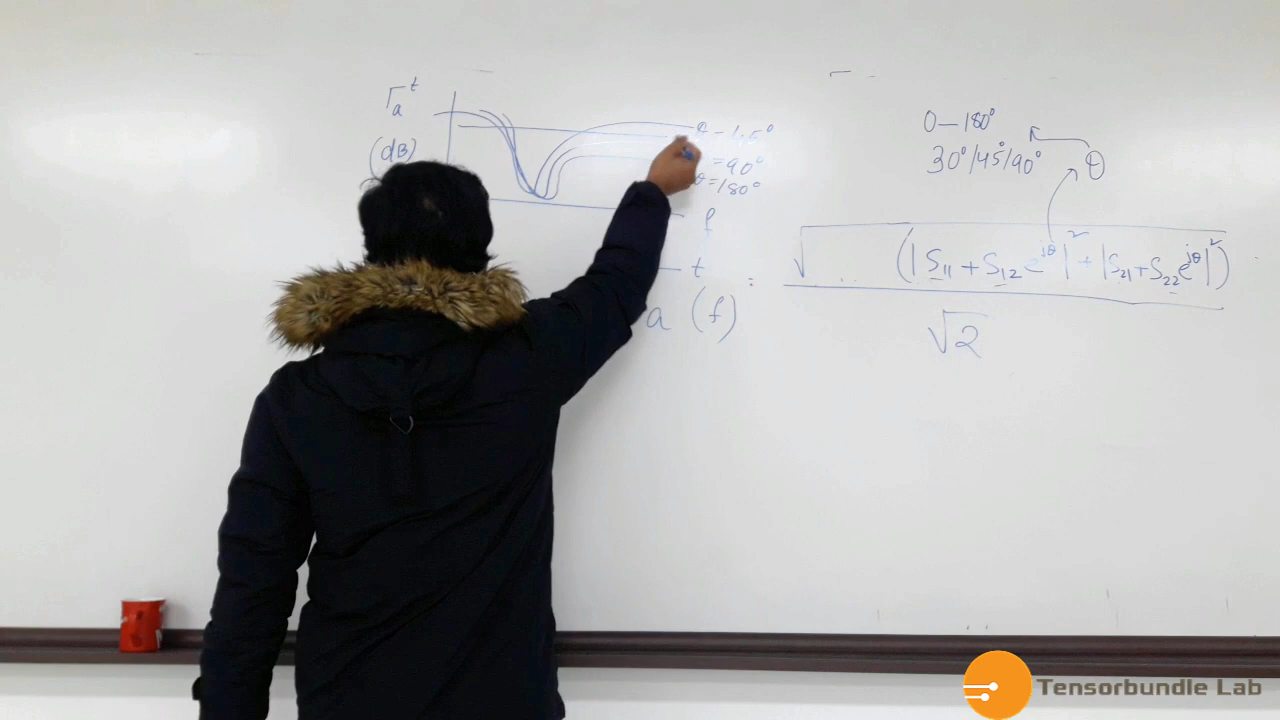 Γa^t
(dB)
θ = 45°
= 90°
θ = 180°
f
t
a (f) =
√ .. (|S11 + S12 e^jθ|^2 + |S21 + S22 e^jθ|^2)
√2
0—180°
30°/45°/90°
θ
Tensorbundle Lab